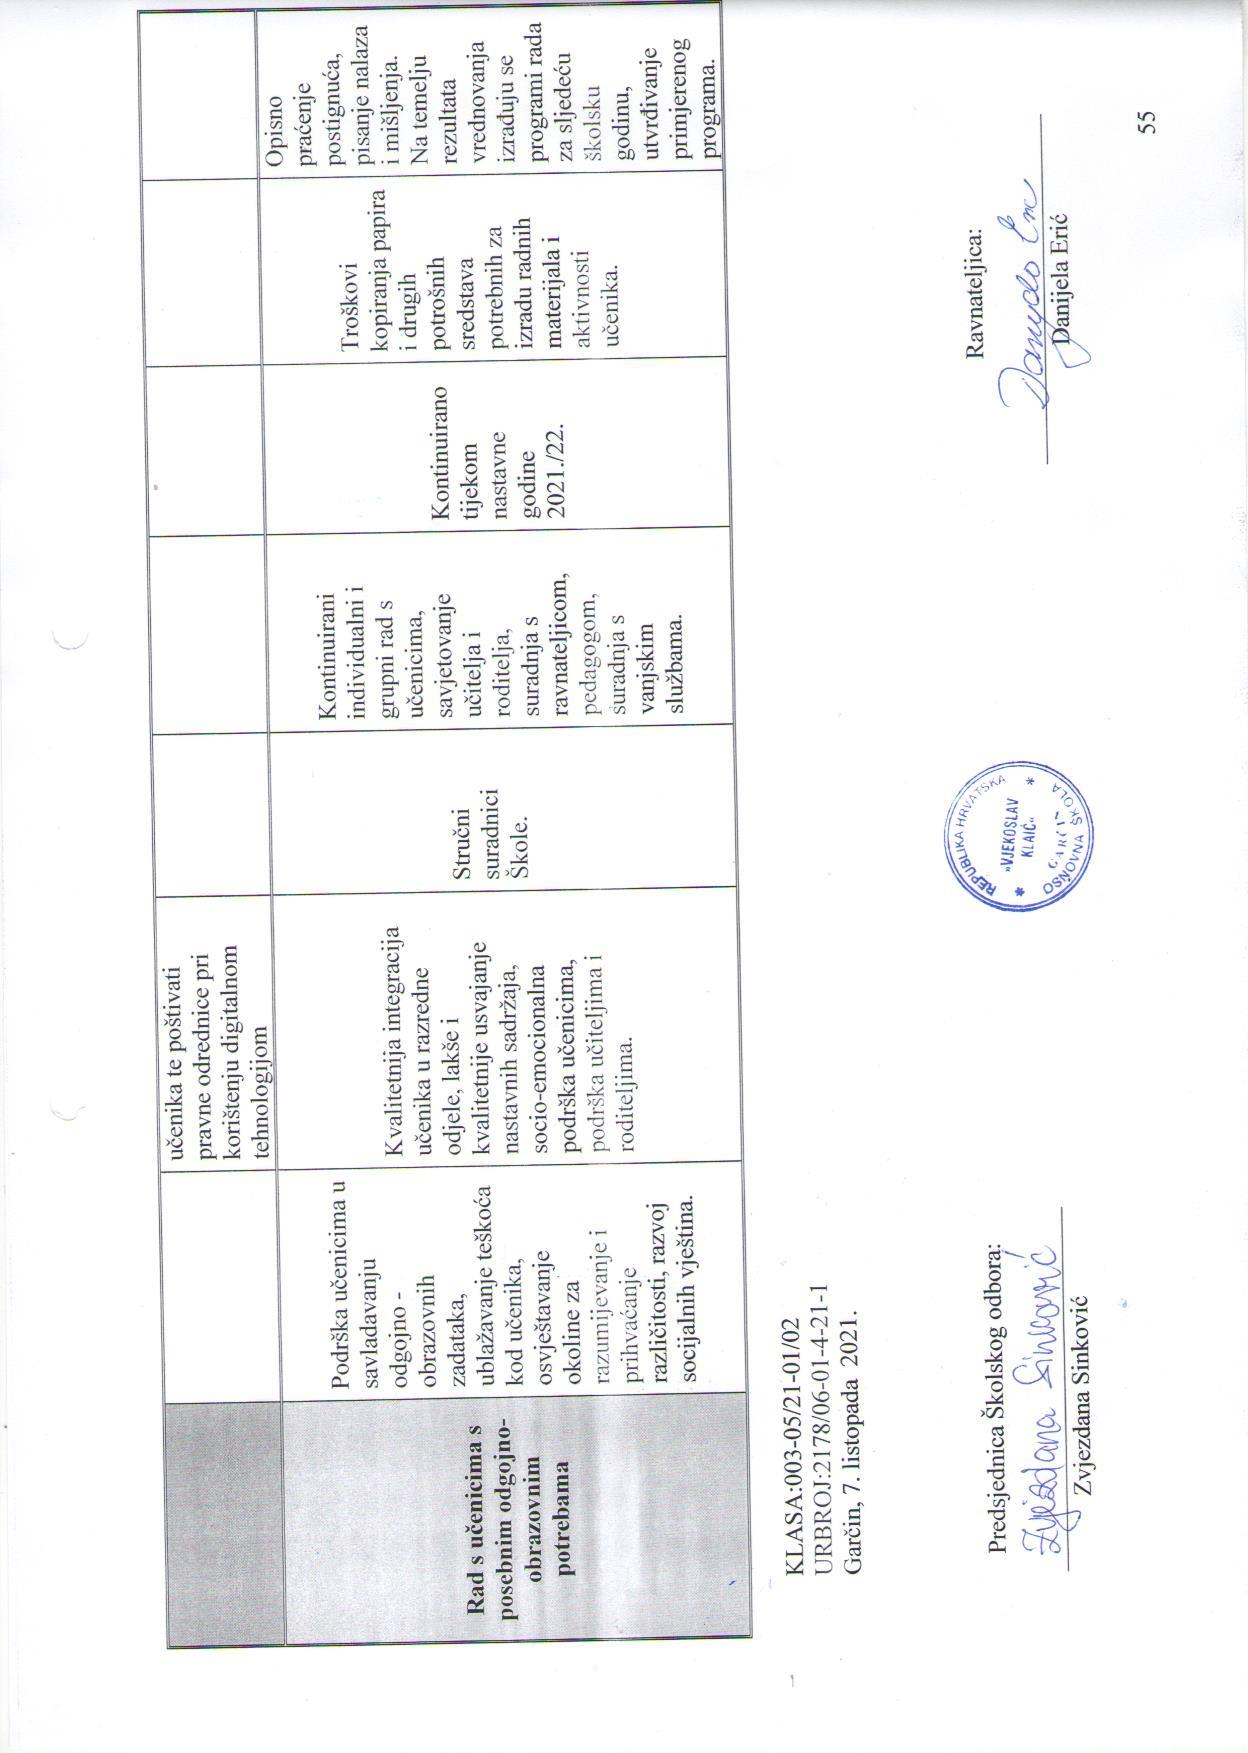 učenika te poštivati
pravne odrednice pri
korištenju digitalnom
tehnologijom
Rad s učenicima s
posebnim odgojno-
obrazovnim
potrebama
Podrška učenicima u
savladavanju
odgojno -
obrazovnih
zadataka,
ublažavanje teškoća
kod učenika,
osvještavanje
okoline za
razumijevanje i
prihvaćanje
različitosti, razvoj
socijalnih vještina.
Kvalitetnija integracija
učenika u razredne
odjele, lakše i
kvalitetnije usvajanje
nastavnih sadržaja,
socio-emocionalna
podrška učenicima,
podrška učiteljima i
roditeljima.
Stručni
suradnici
Škole.
Kontinuirani
individualni i
grupni rad s
učenicima,
savjetovanje
učitelja i
roditelja,
suradnja s
ravnateljicom,
pedagogom,
suradnja s
vanjskim
službama.
Kontinuirano
tijekom
nastavne
godine
2021./22.
Troškovi
kopiranja papira
i drugih
potrošnih
sredstava
potrebnih za
izradu radnih
materijala i
aktivnosti
učenika.
Opisno
praćenje
postignuća,
pisanje nalaza
i mišljenja.
Na temelju
rezultata
vrednovanja
izrađuju se
programi rada
za sljedeću
školsku
godinu,
utvrđivanje
primjerenog
programa.
KLASA:003-05/21-01/02
URBROJ:2178/06-01-4-21-1
Garčin, 7. listopada 2021.
Predsjednica Školskog odbora:
Zvjezdana Sinković
Zvjezdana Sinković
REPUBLIKA HRVATSKA
»VJEKOSLAV
KLAIĆ«
GARČIN
OSNOVNA ŠKOLA
Ravnateljica:
Danijela Erić
Danijela Erić
55